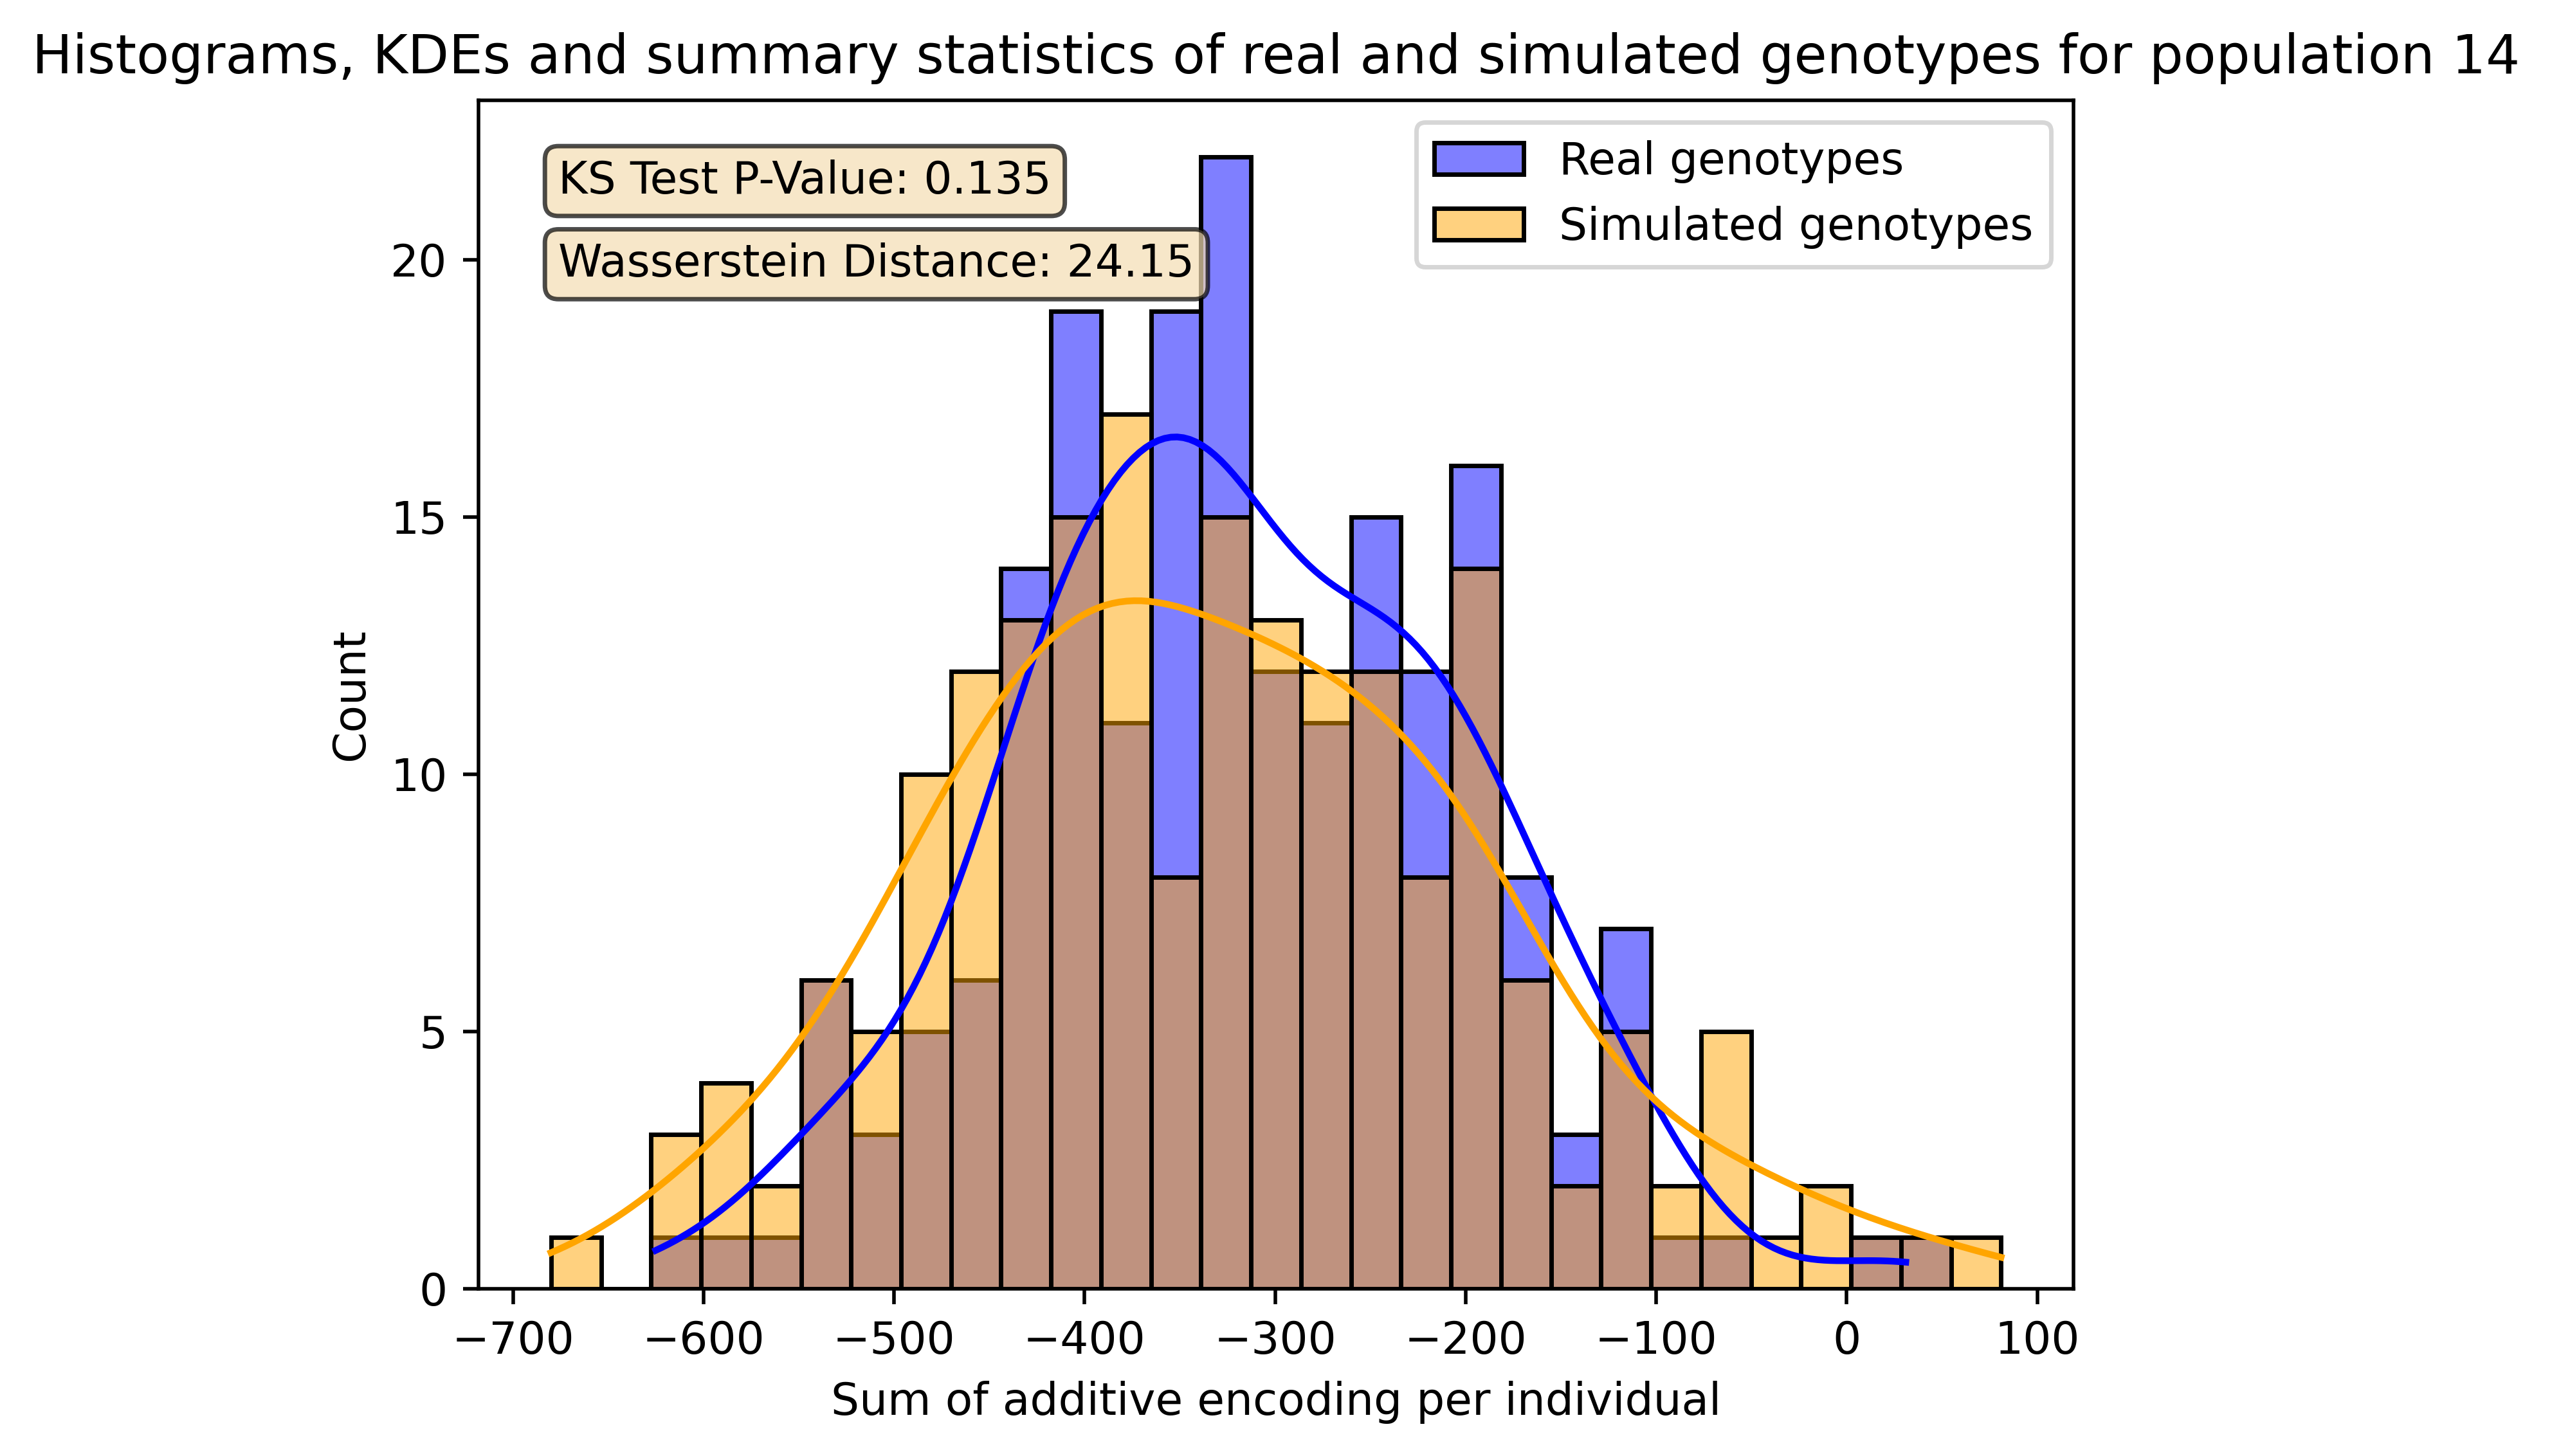 Histograms, KDEs and summary statistics of real and simulated genotypes for population 14
KS Test P-Value: 0.135
Wasserstein Distance: 24.15
Real genotypes
Simulated genotypes
20
15
10
5
0
Count
−700 −600 −500 −400 −300 −200 −100 0 100
Sum of additive encoding per individual